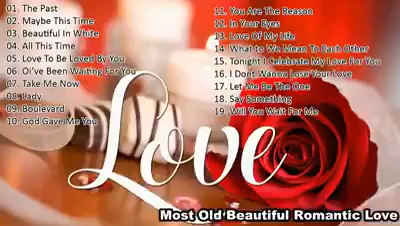 01. The Past
02. Maybe This Time
03. Beautiful In White
04. All This Time
05. Love To Be Loved By You
06. Oi've Been Waiting For You
07. Take Me Now
08. Lady
09. Boulevard
10. God Gave Me You
11. You Are The Reason
12. In Your Eyes
13. Love Of My Life
14. What to We Mean To Each Other
15. Tonight I Celebrate My Love For You
16. I Dont Wanna Lose Your Love
17. Let Me Be The One
18. Say Something
19. Will You Wait For Me
Love
Most Old Beautiful Romantic Love